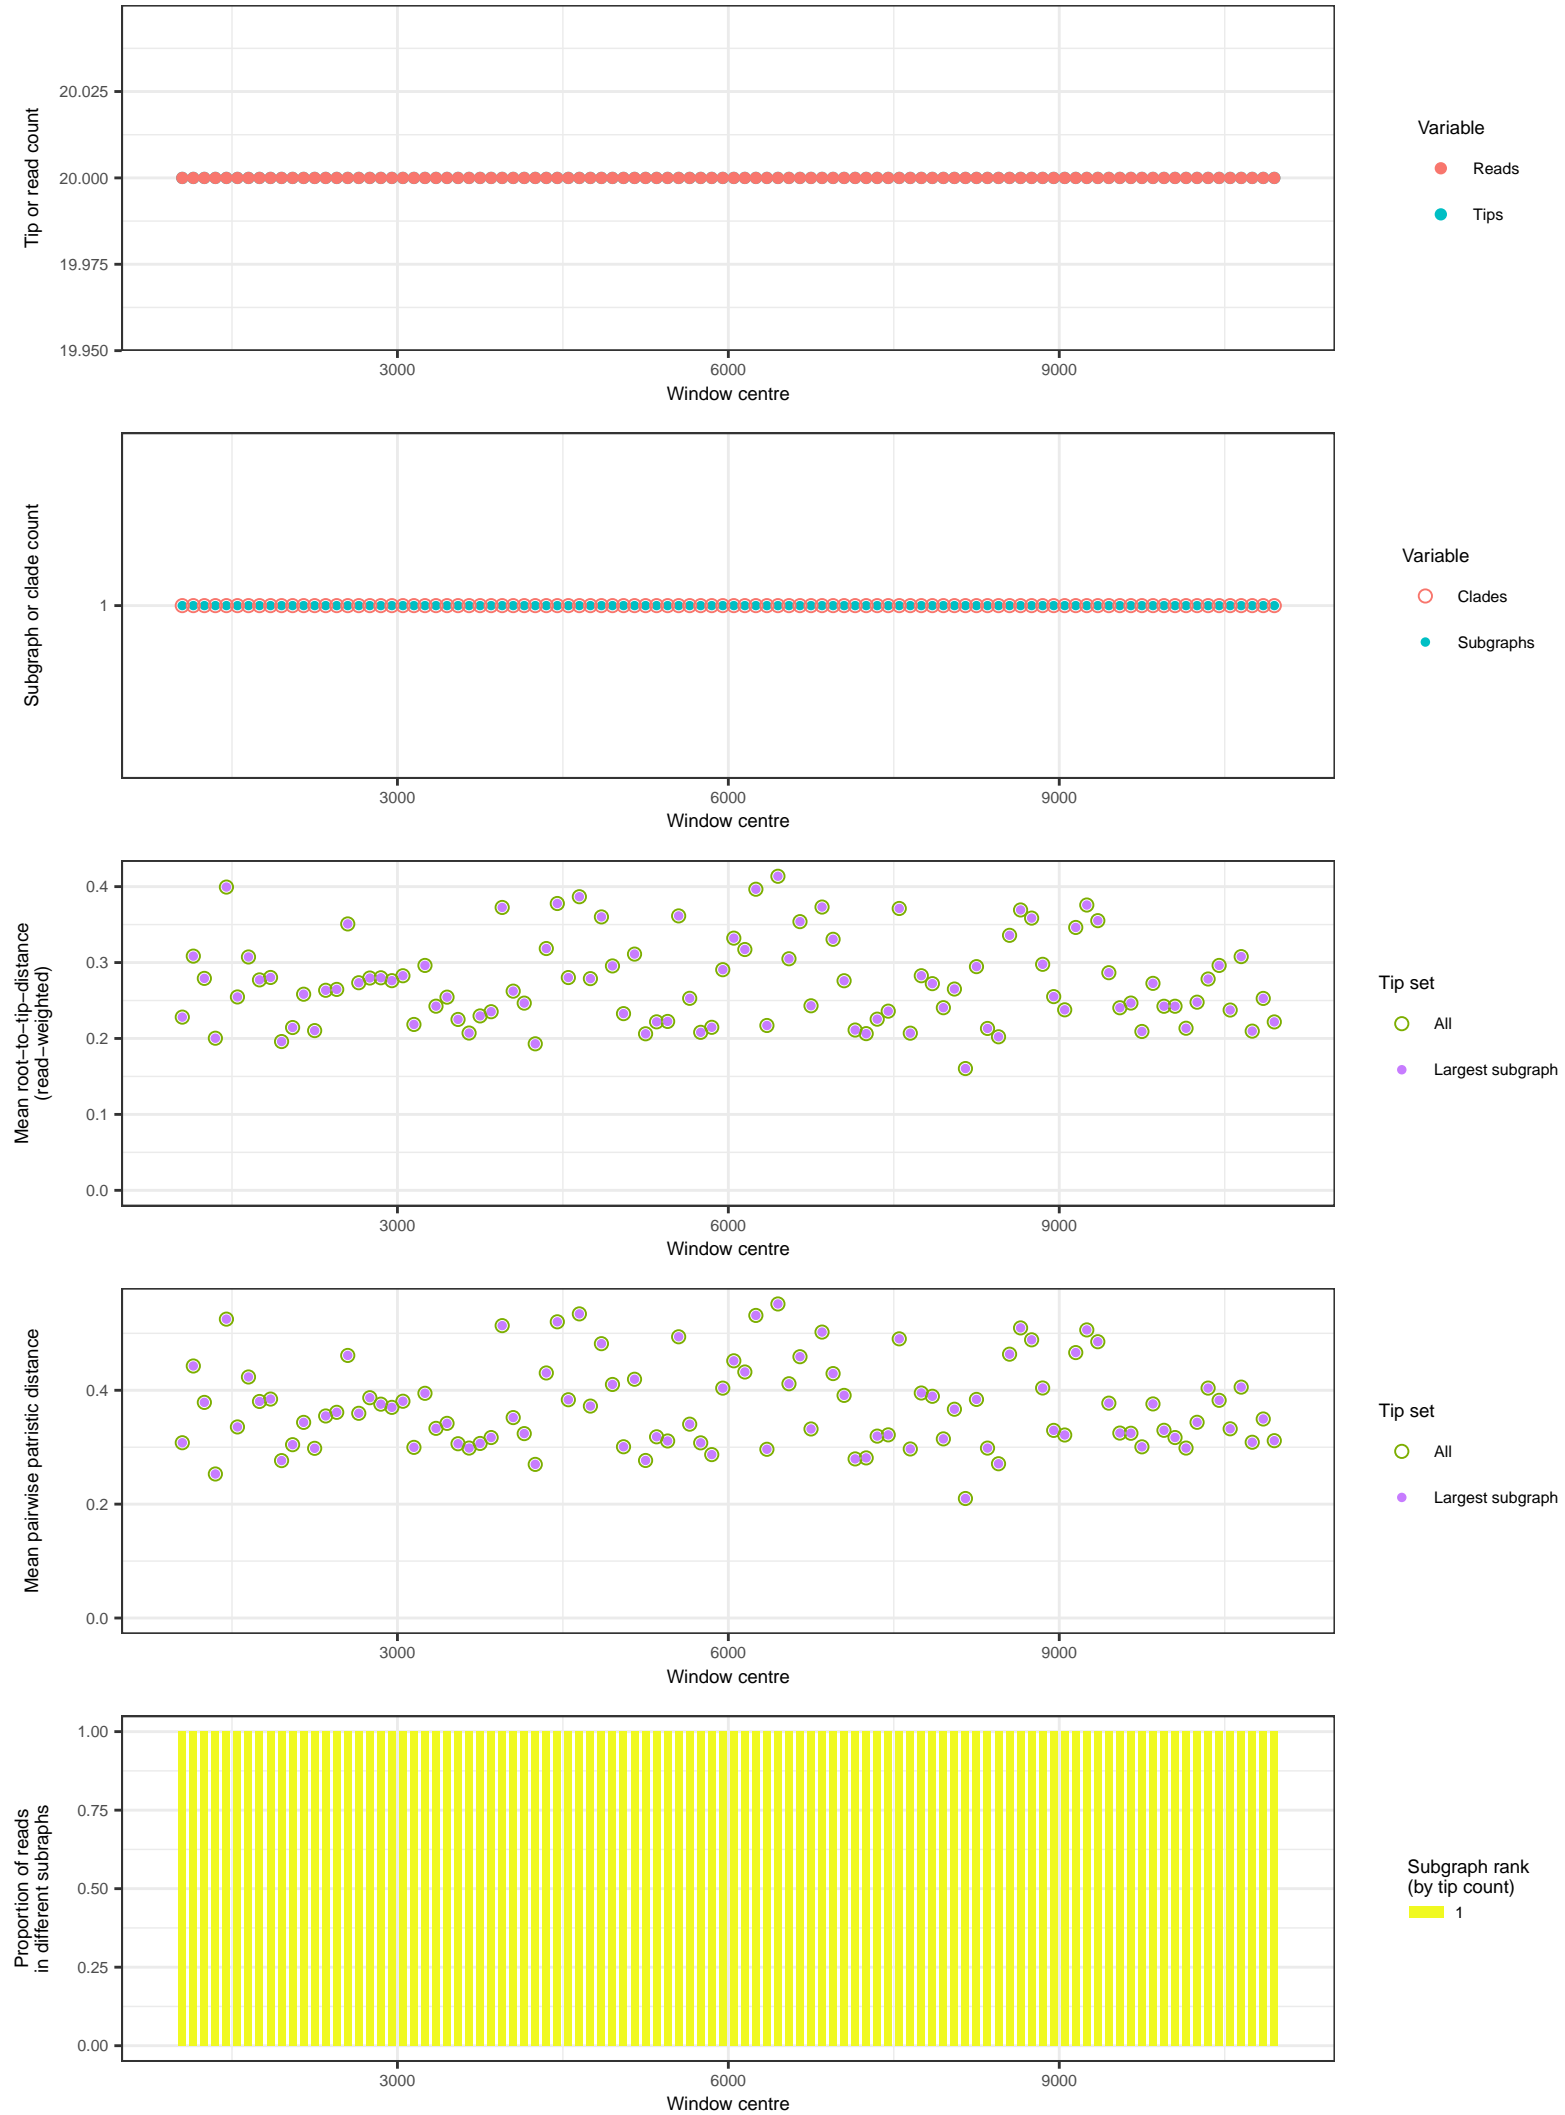 20.025
20.000
19.975
19.950
Tip or read count
3000 6000 9000
Window centre
Variable
Reads
Tips
1
Subgraph or clade count
3000 6000 9000
Window centre
Variable
Clades
Subgraphs
0.4
0.3
0.2
0.1
0.0
Mean root−to−tip−distance
(read−weighted)
3000 6000 9000
Window centre
Tip set
All
Largest subgraph
0.4
0.2
0.0
Mean pairwise patristic distance
3000 6000 9000
Window centre
Tip set
All
Largest subgraph
1.00
0.75
0.50
0.25
0.00
Proportion of reads
in different subraphs
3000 6000 9000
Window centre
Subgraph rank
(by tip count)
1